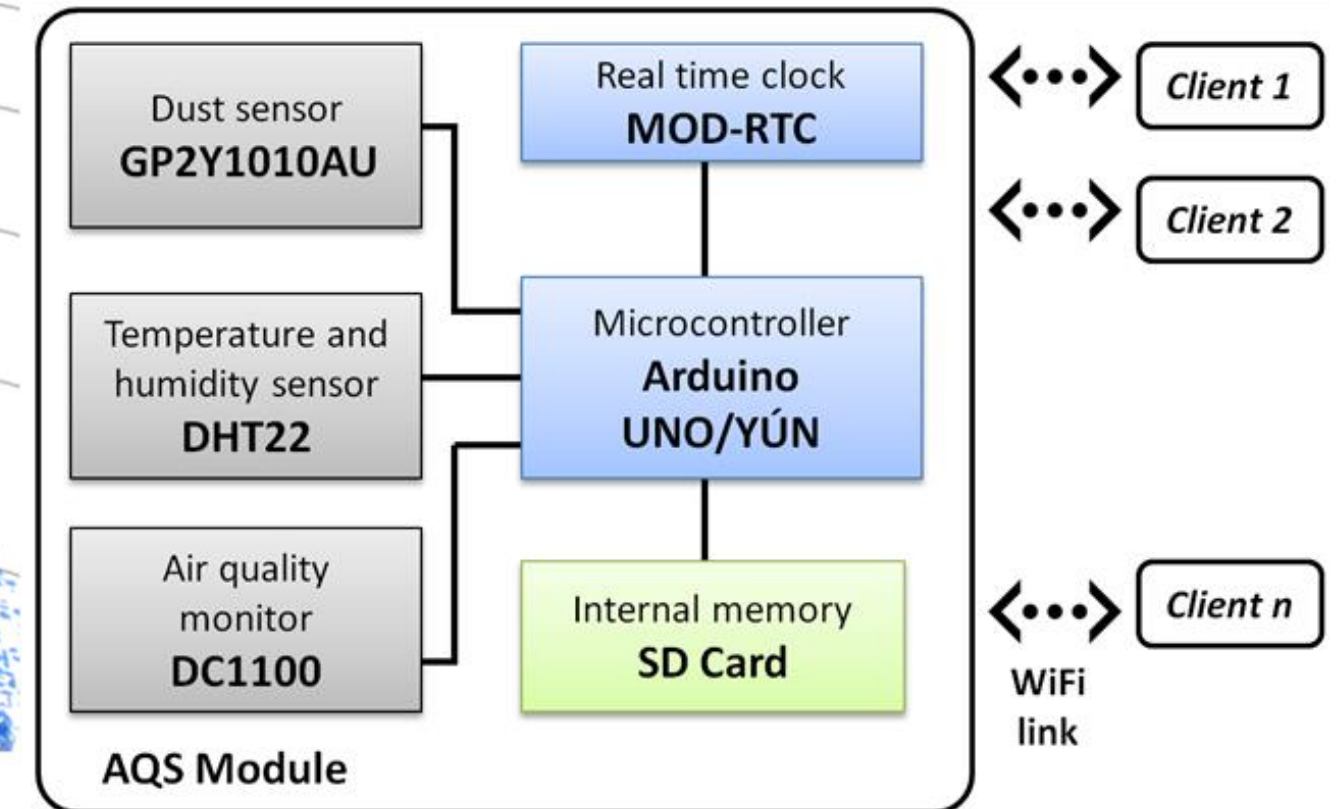 Dust sensor
GP2Y1010AU
Real time clock
MOD-RTC
Client 1
Client 2
Temperature and
humidity sensor
DHT22
Microcontroller
Arduino
UNO/YÚN
Air quality
monitor
DC1100
Internal memory
SD Card
Client n
WiFi
link
AQS Module